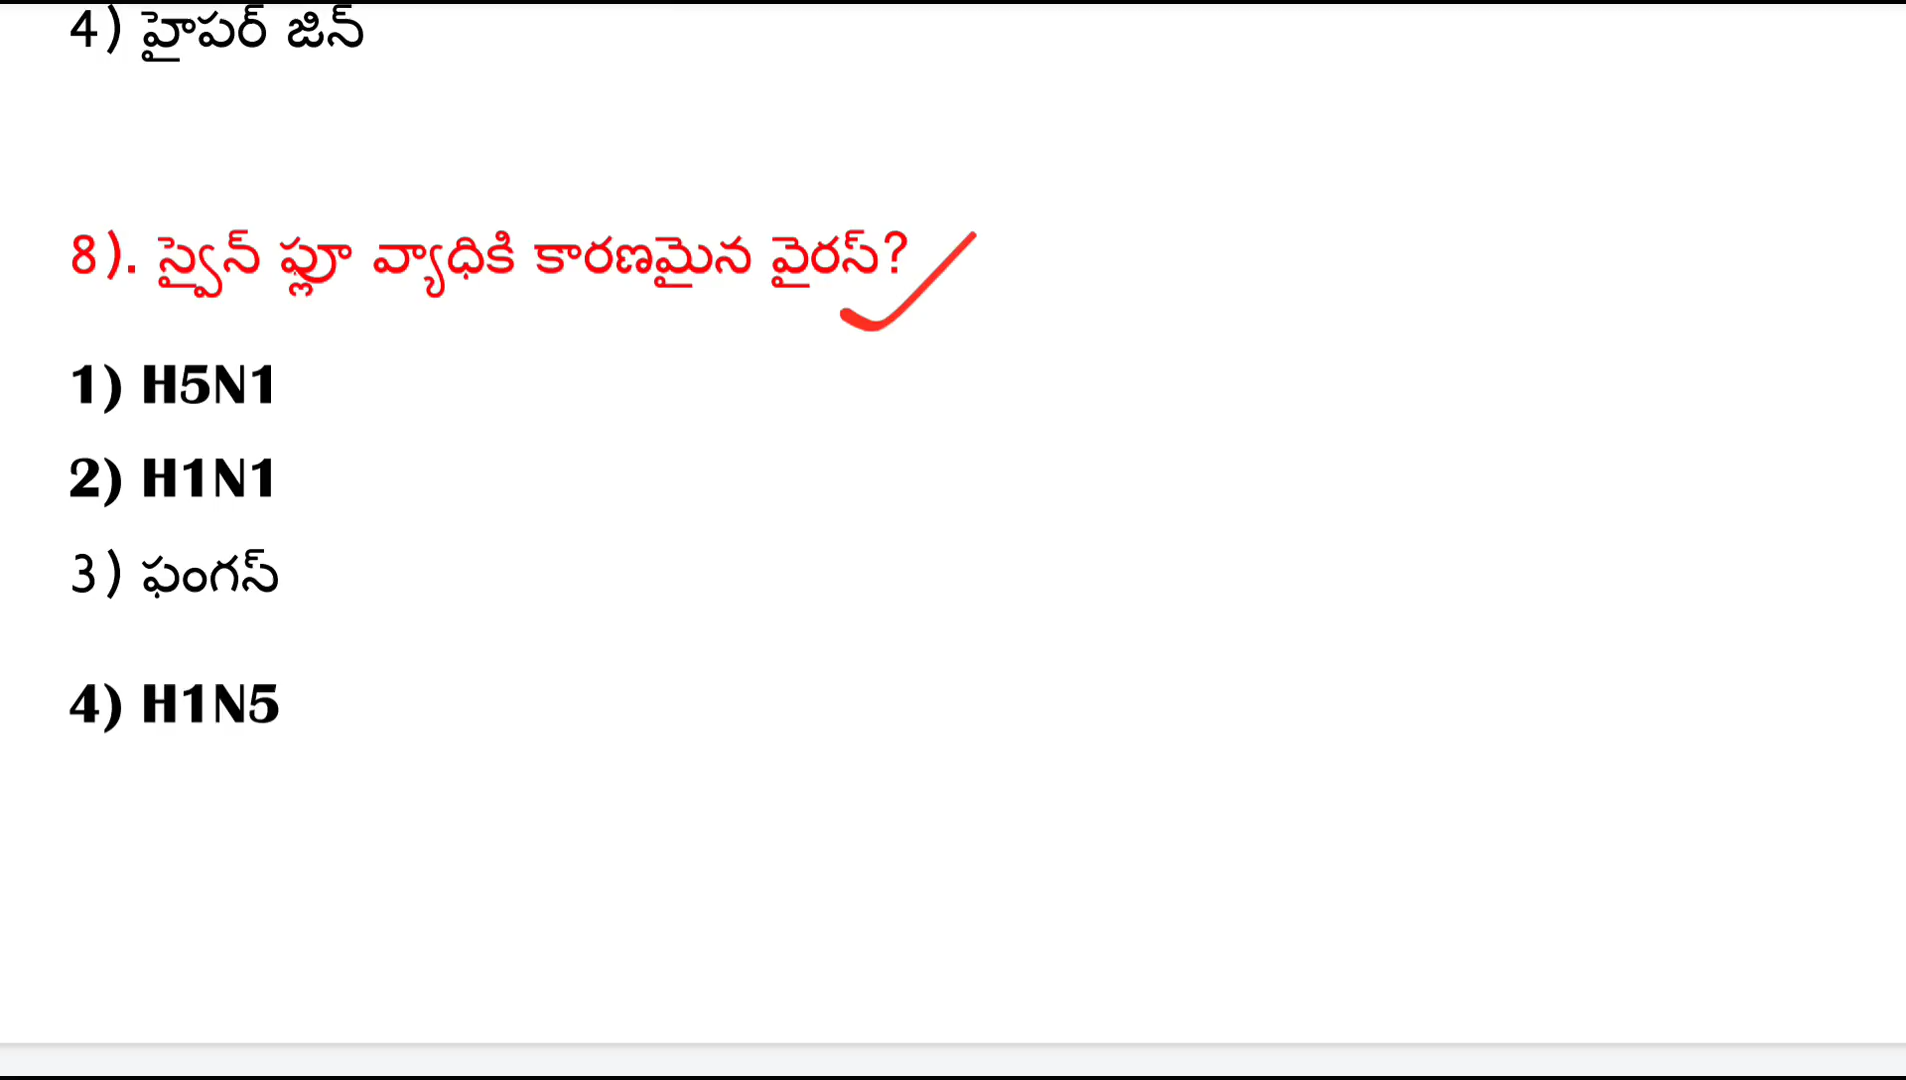 4) హైపర్ జిన్
8). స్వైన్ ఫ్లూ వ్యాధికి కారణమైన వైరస్?
1) H5N1
2) H1N1
3) ఫంగస్
4) H1N5